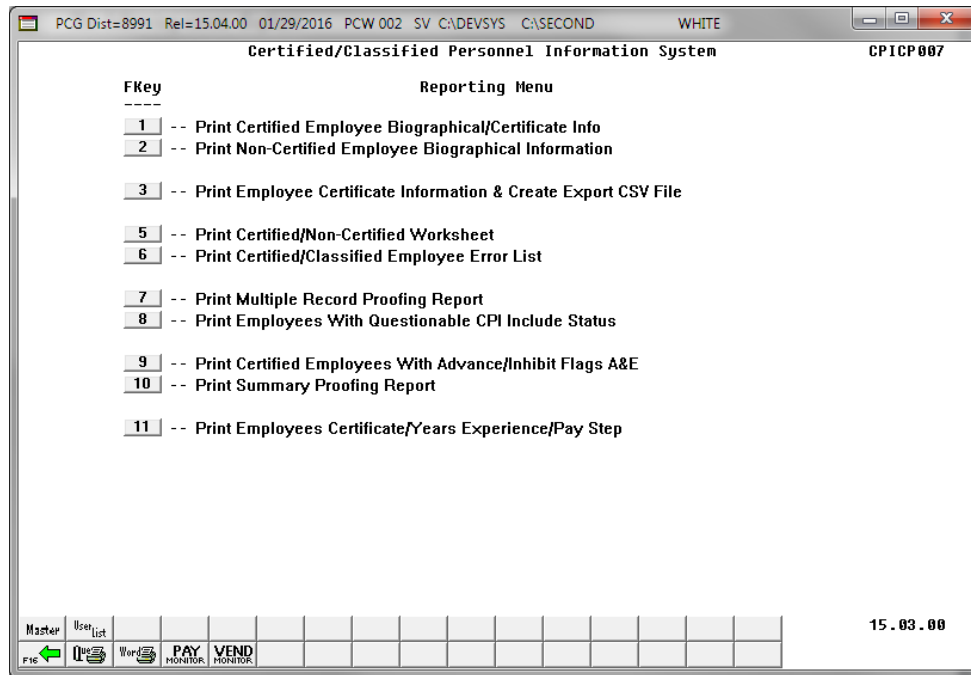 PCG Dist=8991 Rel=15.04.00 01/29/2016 PCW 002 SV C:\DEVSYS C:\SECOND WHITE
Certified/Classified Personnel Information System CPICP007
FKey Reporting Menu
----
1 -- Print Certified Employee Biographical/Certificate Info
2 -- Print Non-Certified Employee Biographical Information
3 -- Print Employee Certificate Information & Create Export CSV File
5 -- Print Certified/Non-Certified Worksheet
6 -- Print Certified/Classified Employee Error List
7 -- Print Multiple Record Proofing Report
8 -- Print Employees With Questionable CPI Include Status
9 -- Print Certified Employees With Advance/Inhibit Flags A&E
10 -- Print Summary Proofing Report
11 -- Print Employees Certificate/Years Experience/Pay Step
Master User List 15.03.00
F16 Que Word PAY MONITOR VEND MONITOR